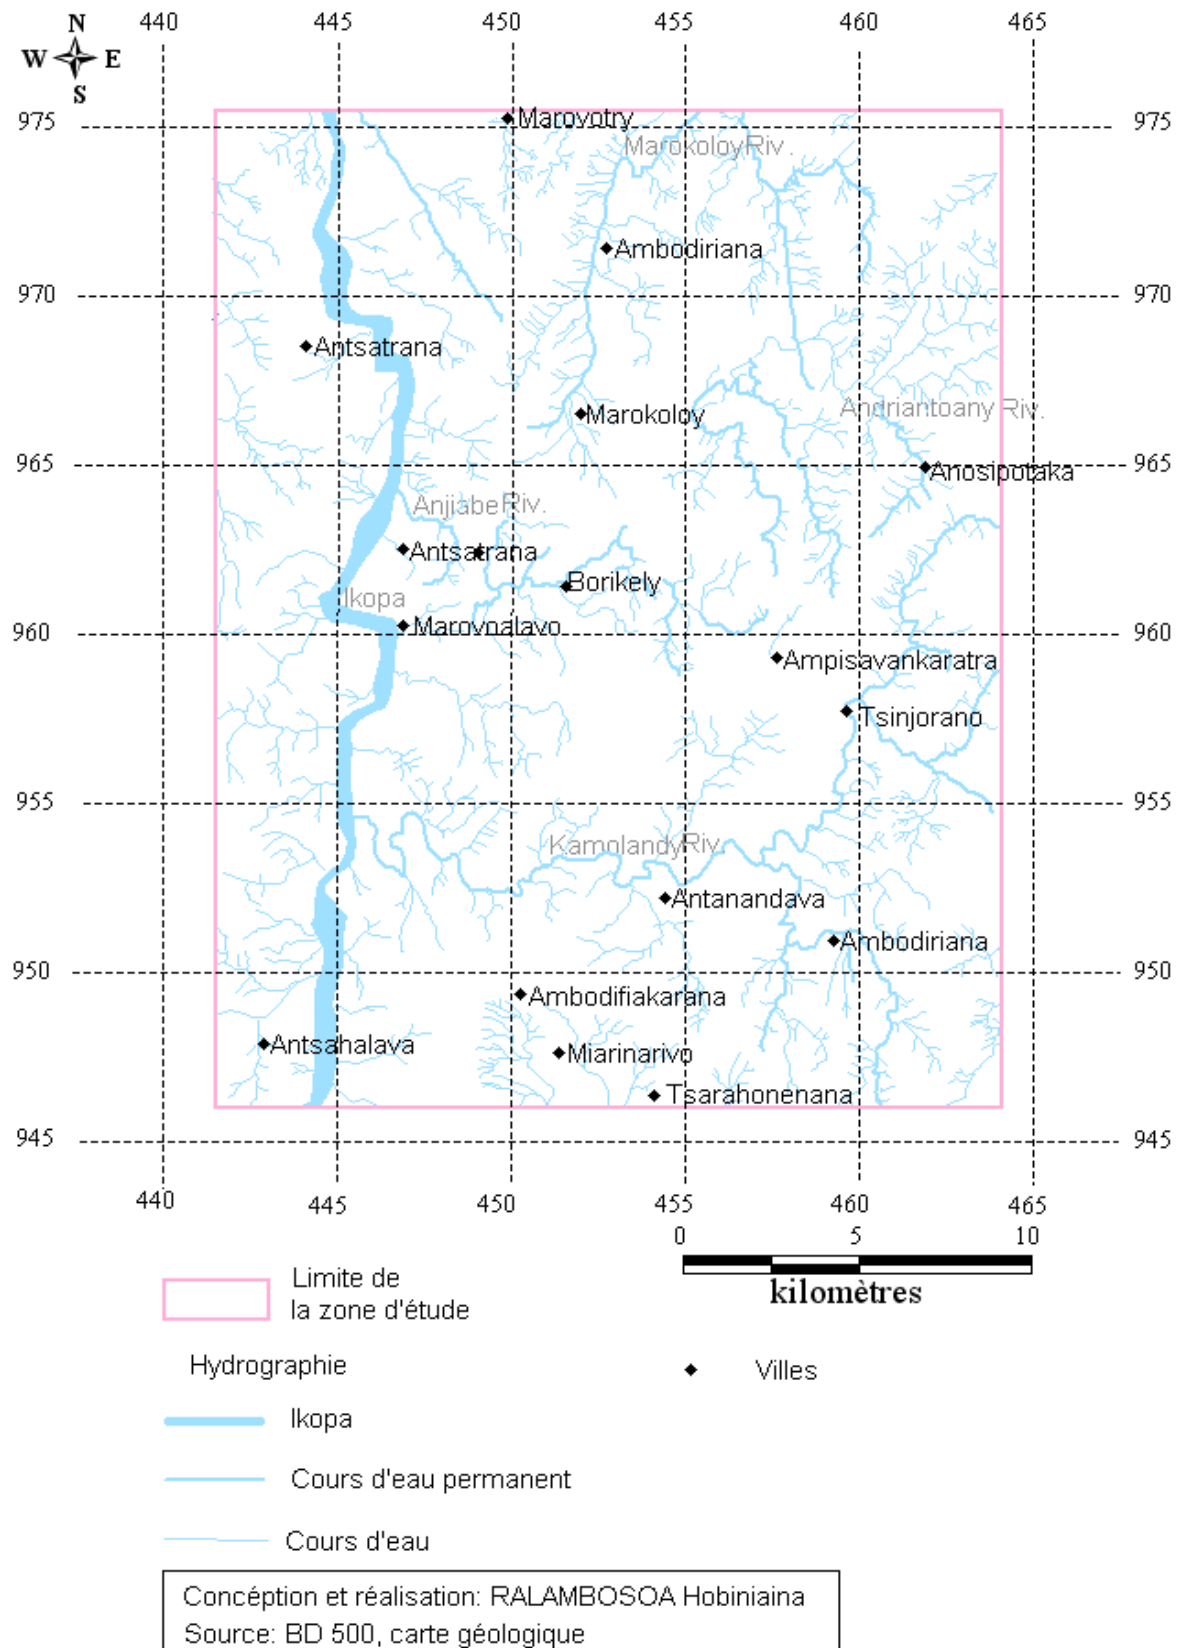 440 445 450 455 460 465
N
W E
S
975 Marovotry 975
Marokoloy Riv.
Ambodiriana
970 970
Antsatrana
Marokoloy
Andriantoany Riv.
965 Anosipotaka 965
Anjiabe Riv.
Antsatrana
Borikely
Ikopa
960 Marovoalavo 960
Ampisavankaratra
Tsinjorano
955 955
Kamolandy Riv.
Antanandava
Ambodiriana
950 950
Ambodifiakarana
Antsahalava Miarinarivo
Tsarahonenana
945 945
440 445 450 455 460 465
0 5 10
kilomètres
Limite de
la zone d'étude
Hydrographie Villes
Ikopa
Cours d'eau permanent
Cours d'eau
Concéption et réalisation: RALAMBOSOA Hobiniaina
Source: BD 500, carte géologique